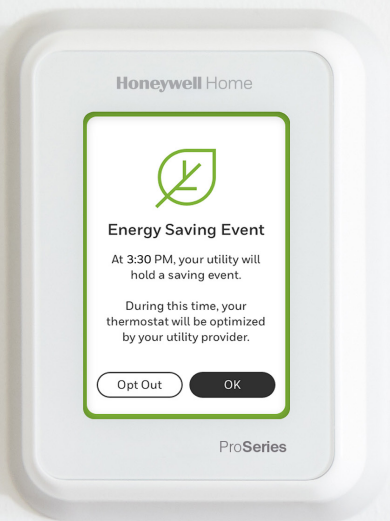 Honeywell Home
Energy Saving Event
At 3:30 PM, your utility will
hold a saving event.
During this time, your
thermostat will be optimized
by your utility provider.
Opt Out
OK
ProSeries